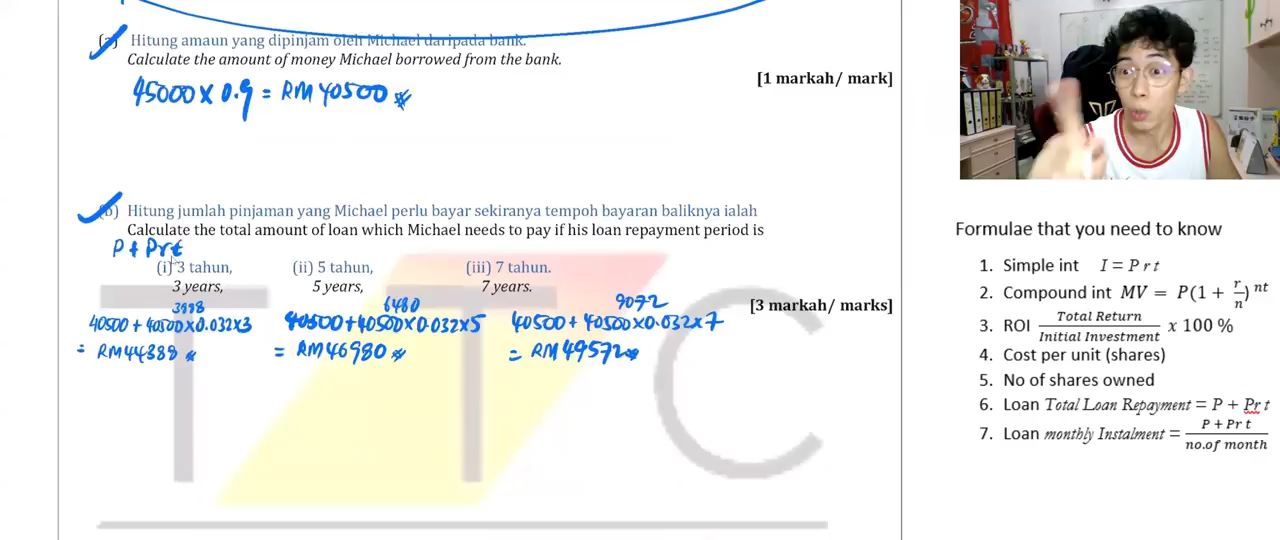 (a) Hitung amaun yang dipinjam oleh Michael daripada bank.
Calculate the amount of money Michael borrowed from the bank.
[1 markah/ mark]
45000 × 0.9 = RM 40500
(b) Hitung jumlah pinjaman yang Michael perlu bayar sekiranya tempoh bayaran baliknya ialah
Calculate the total amount of loan which Michael needs to pay if his loan repayment period is
P + Prt
(i) 3 tahun, (ii) 5 tahun, (iii) 7 tahun.
3 years, 5 years, 7 years.
[3 markah/ marks]
3888 6480 9072
40500 + 40500 × 0.032 × 3 40500 + 40500 × 0.032 × 5 40500 + 40500 × 0.032 × 7
= RM 44388 = RM 46980 = RM 49572
TTC
Formulae that you need to know
1. Simple int I = P r t
2. Compound int MV = P(1 + r/n)^nt
3. ROI Total Return/Initial Investment x 100 %
4. Cost per unit (shares)
5. No of shares owned
6. Loan Total Loan Repayment = P + Pr t
7. Loan monthly Instalment = P + Pr t/no.of month